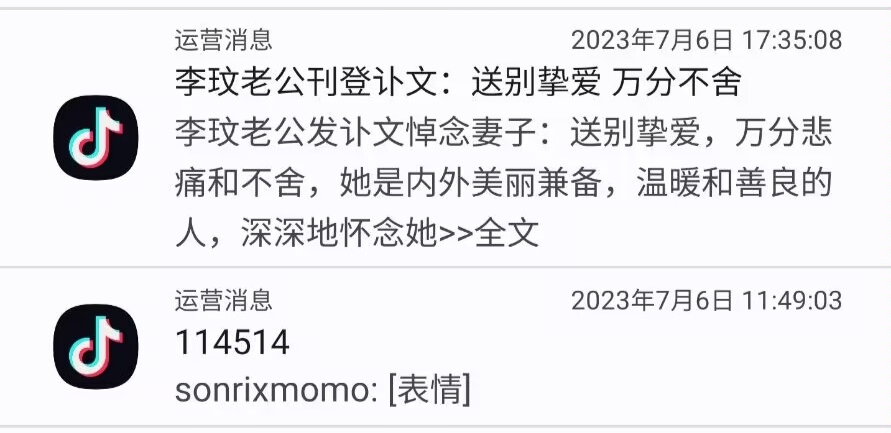 运营消息 2023年7月6日 17:35:08
李玟老公刊登讣文：送别挚爱 万分不舍
李玟老公发讣文悼念妻子：送别挚爱，万分悲
痛和不舍，她是内外美丽兼备，温暖和善良的
人，深深地怀念她>>全文
运营消息 2023年7月6日 11:49:03
114514
sonrixmomo: [表情]